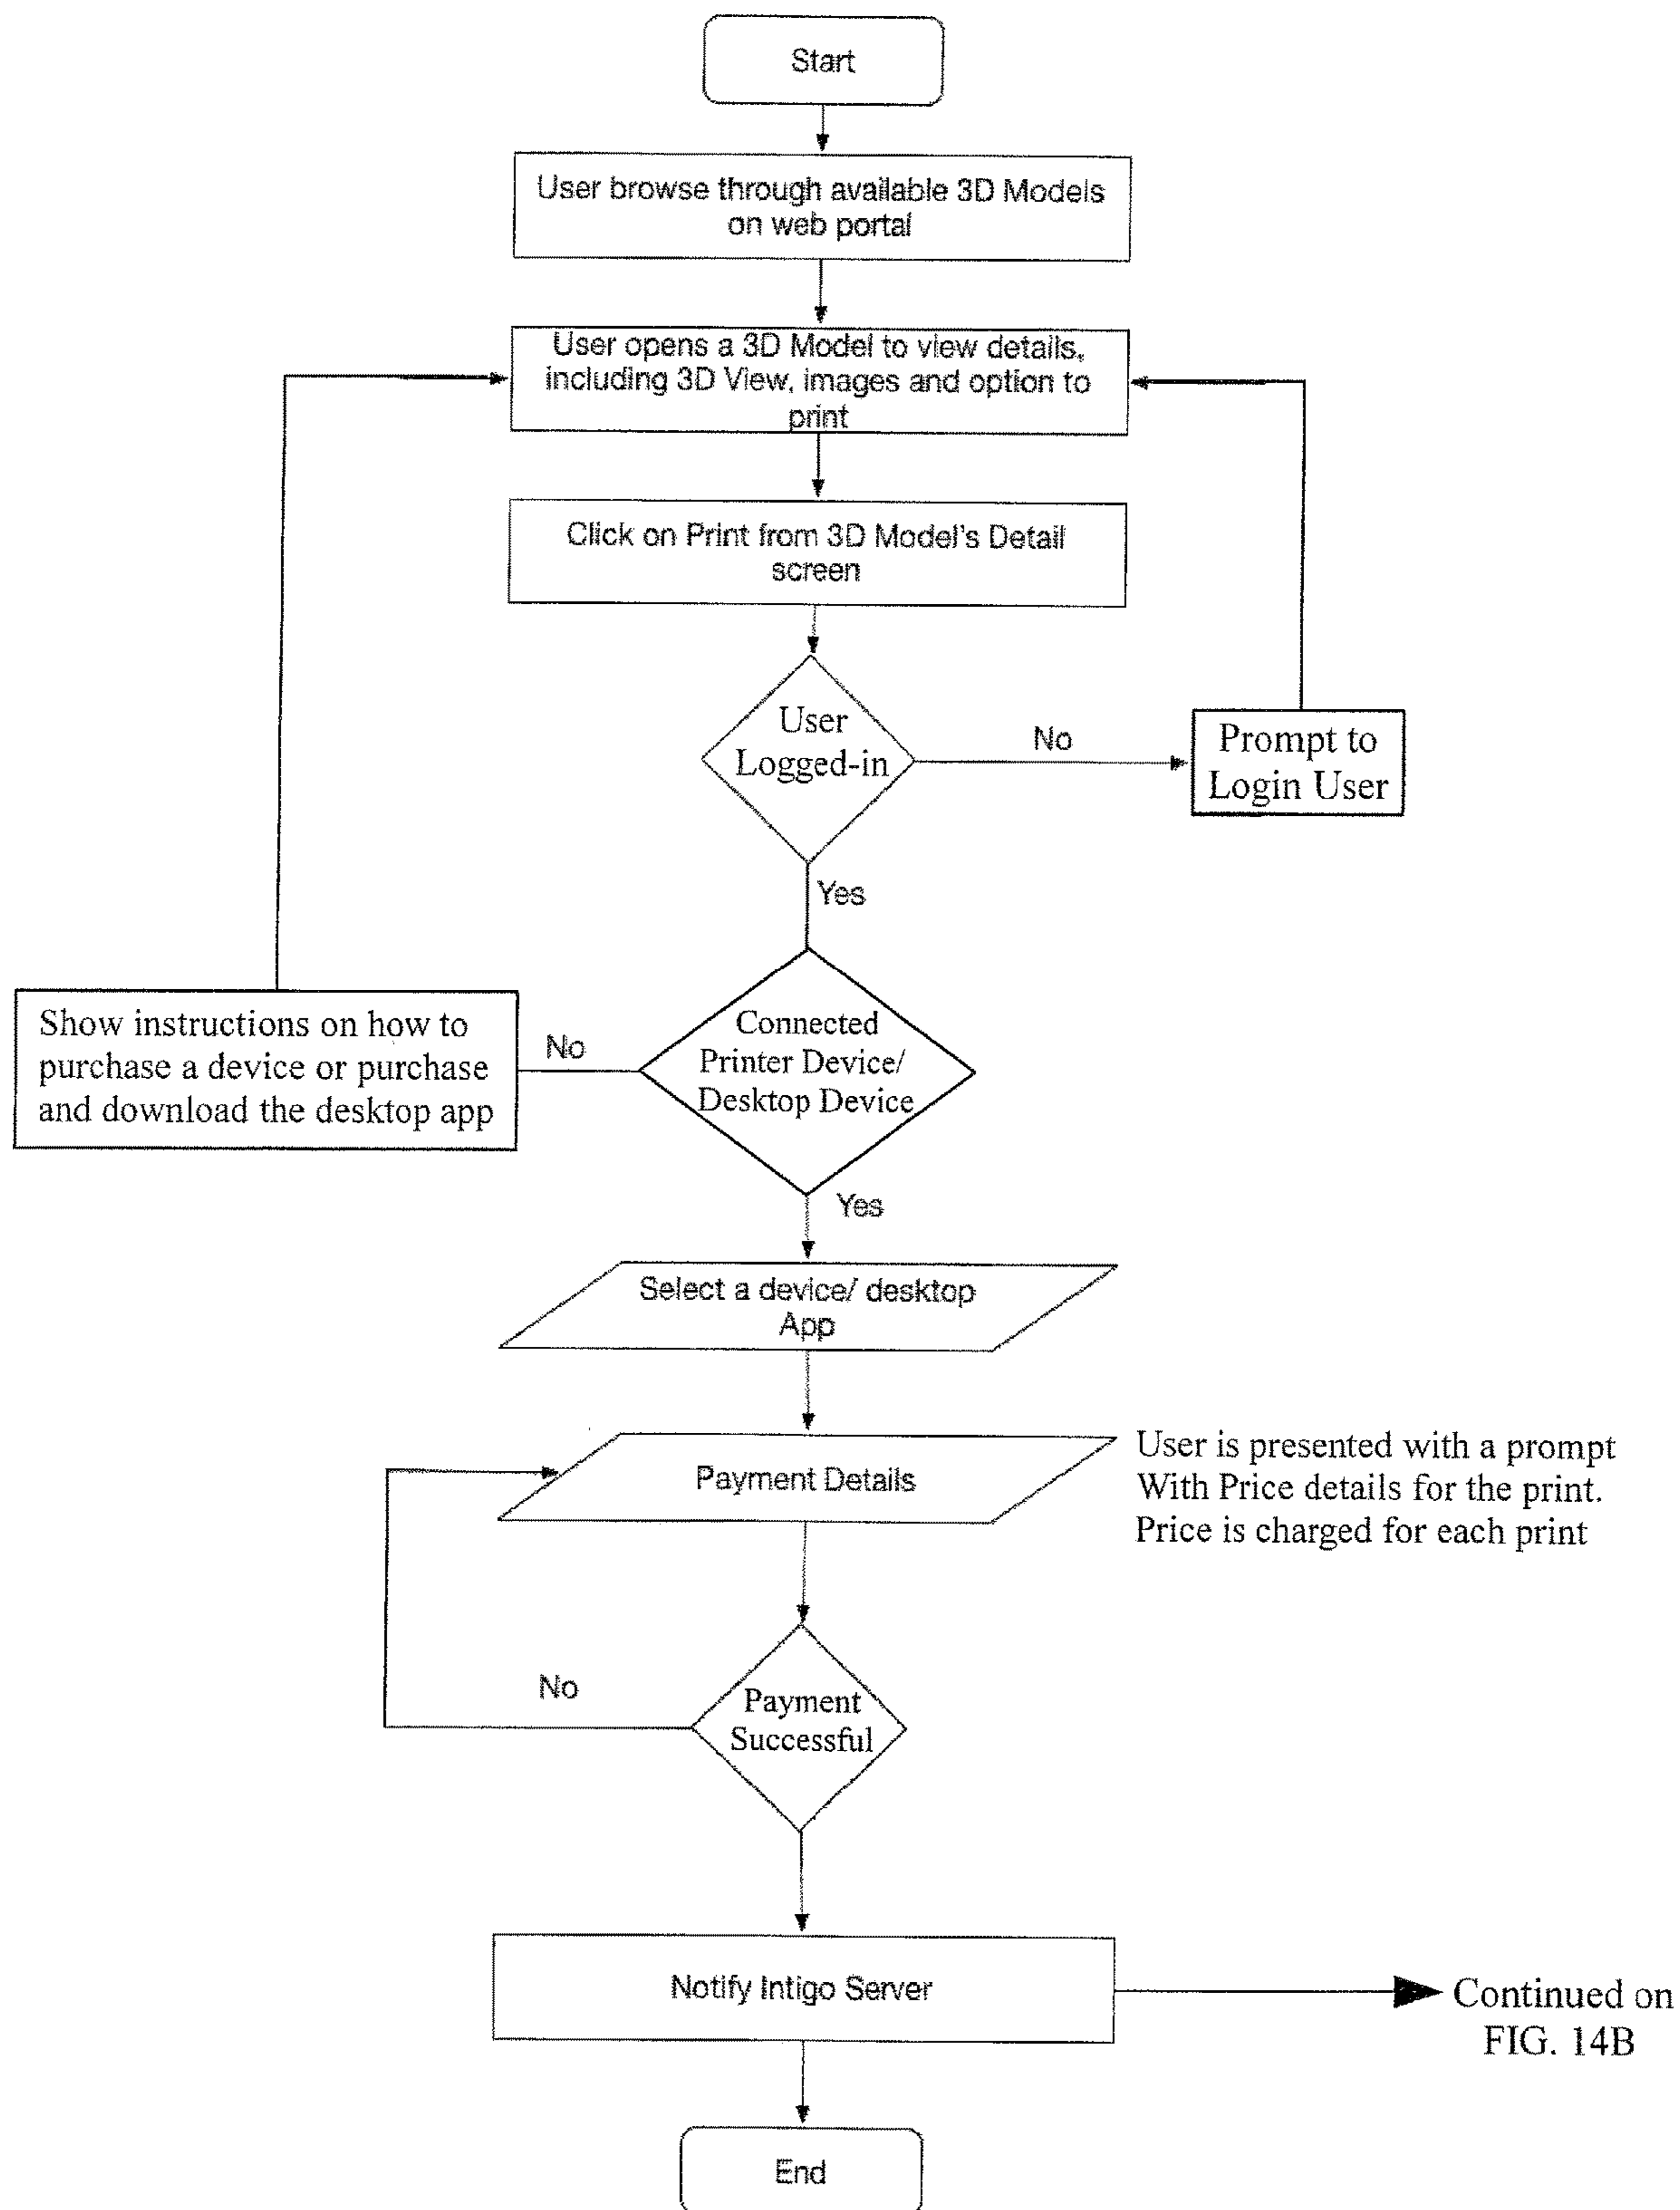 Start
User browse through available 3D Models
on web portal
User opens a 3D Model to view details,
including 3D View, images and option to
print
Click on Print from 3D Model's Detail
screen
User
Logged-in
No
Prompt to
Login User
Yes
Connected
Printer Device/
Desktop Device
No
Show instructions on how to
purchase a device or purchase
and download the desktop app
Yes
Select a device/ desktop
App
Payment Details
User is presented with a prompt
With Price details for the print.
Price is charged for each print
Payment
Successful
No
Notify Intigo Server
Continued on
FIG. 14B
End